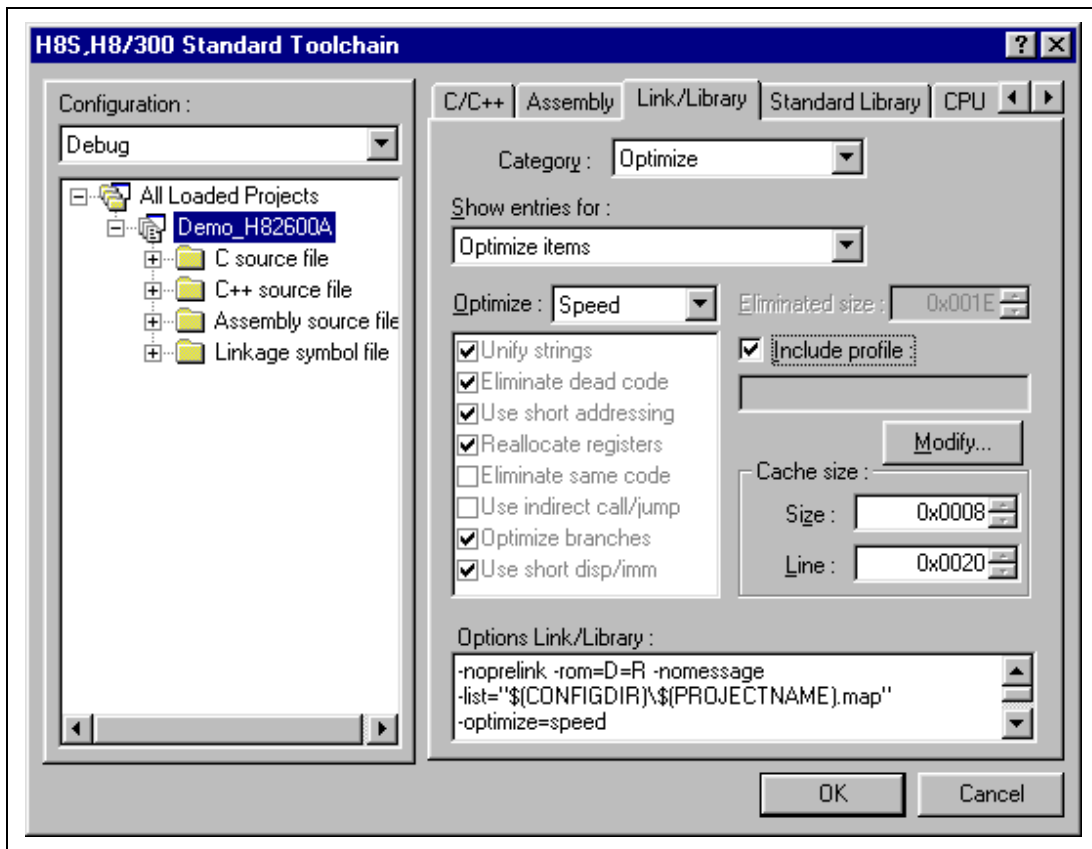 H8S,H8/300 Standard Toolchain
Configuration :
Debug
All Loaded Projects
Demo_H82600A
C source file
C++ source file
Assembly source file
Linkage symbol file
C/C++ Assembly Link/Library Standard Library CPU
Category : Optimize
Show entries for :
Optimize items
Optimize : Speed
Eliminated size : 0x001E
Unify strings
Eliminate dead code
Use short addressing
Reallocate registers
Eliminate same code
Use indirect call/jump
Optimize branches
Use short disp/imm
Include profile :
Modify...
Cache size :
Size : 0x0008
Line : 0x0020
Options Link/Library :
-noprelink -rom=D=R -nomessage
-list="$(CONFIGDIR)\$(PROJECTNAME).map"
-optimize=speed
OK Cancel